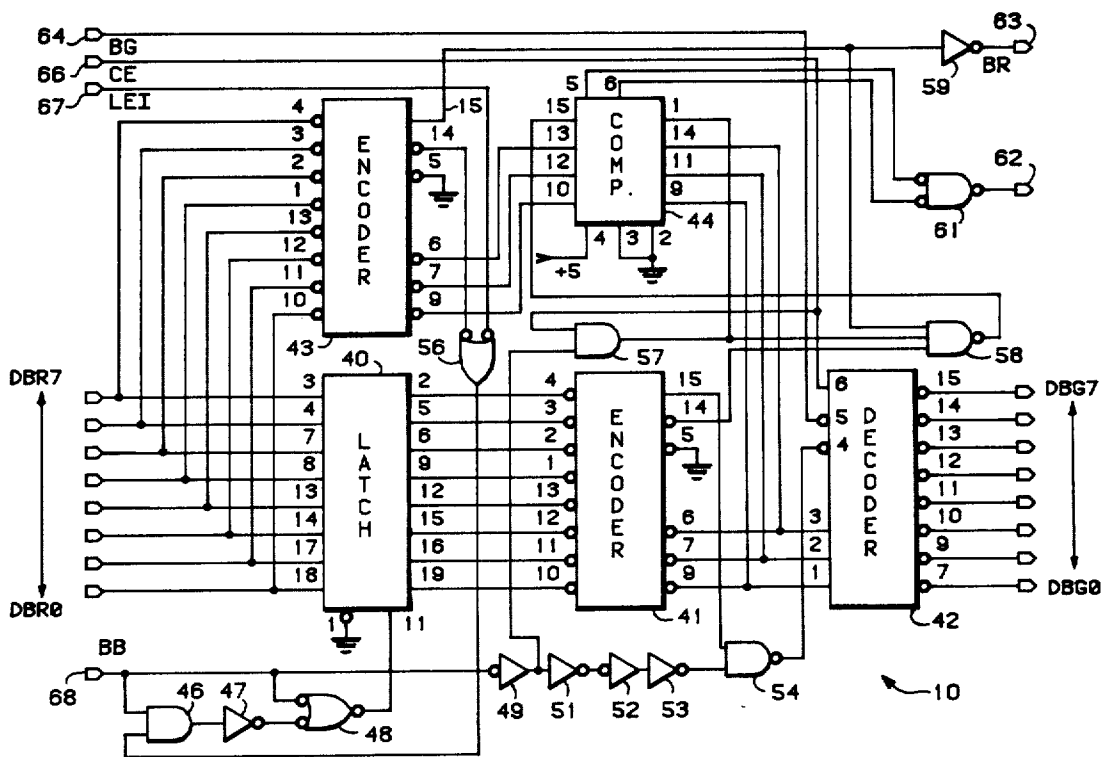 64 BG 59 BR 63
66 CE
67 LEI 15
ENCODER 43
4 3 2 1 13 12 11 10
14 5 6 7 9
COMP. 44
5 6
15 13 12 10
1 14 11 9
4 3 2
+5
62
61
56 57 58
40
DBR7
DBR0
LATCH
3 4 7 8 13 14 17 18
2 5 6 9 12 15 16 19
1 11
ENCODER 41
4 3 2 1 13 12 11 10
15 14 5 6 7 9
DECODER 42
6 5 4 3 2 1
15 14 13 12 11 10 9 7
DBG7
DBG0
BB
68 46 47 48 49 51 52 53 54
10